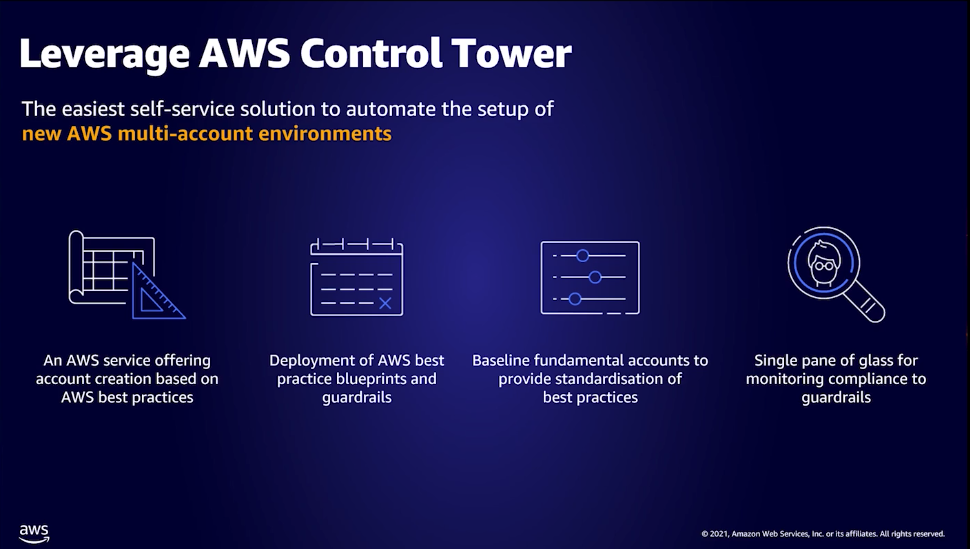 Leverage AWS Control Tower
The easiest self-service solution to automate the setup of
new AWS multi-account environments
An AWS service offering
account creation based on
AWS best practices
Deployment of AWS best
practice blueprints and
guardrails
Baseline fundamental accounts to
provide standardisation of
best practices
Single pane of glass for
monitoring compliance to
guardrails
aws
© 2021, Amazon Web Services, Inc. or its affiliates. All rights reserved.